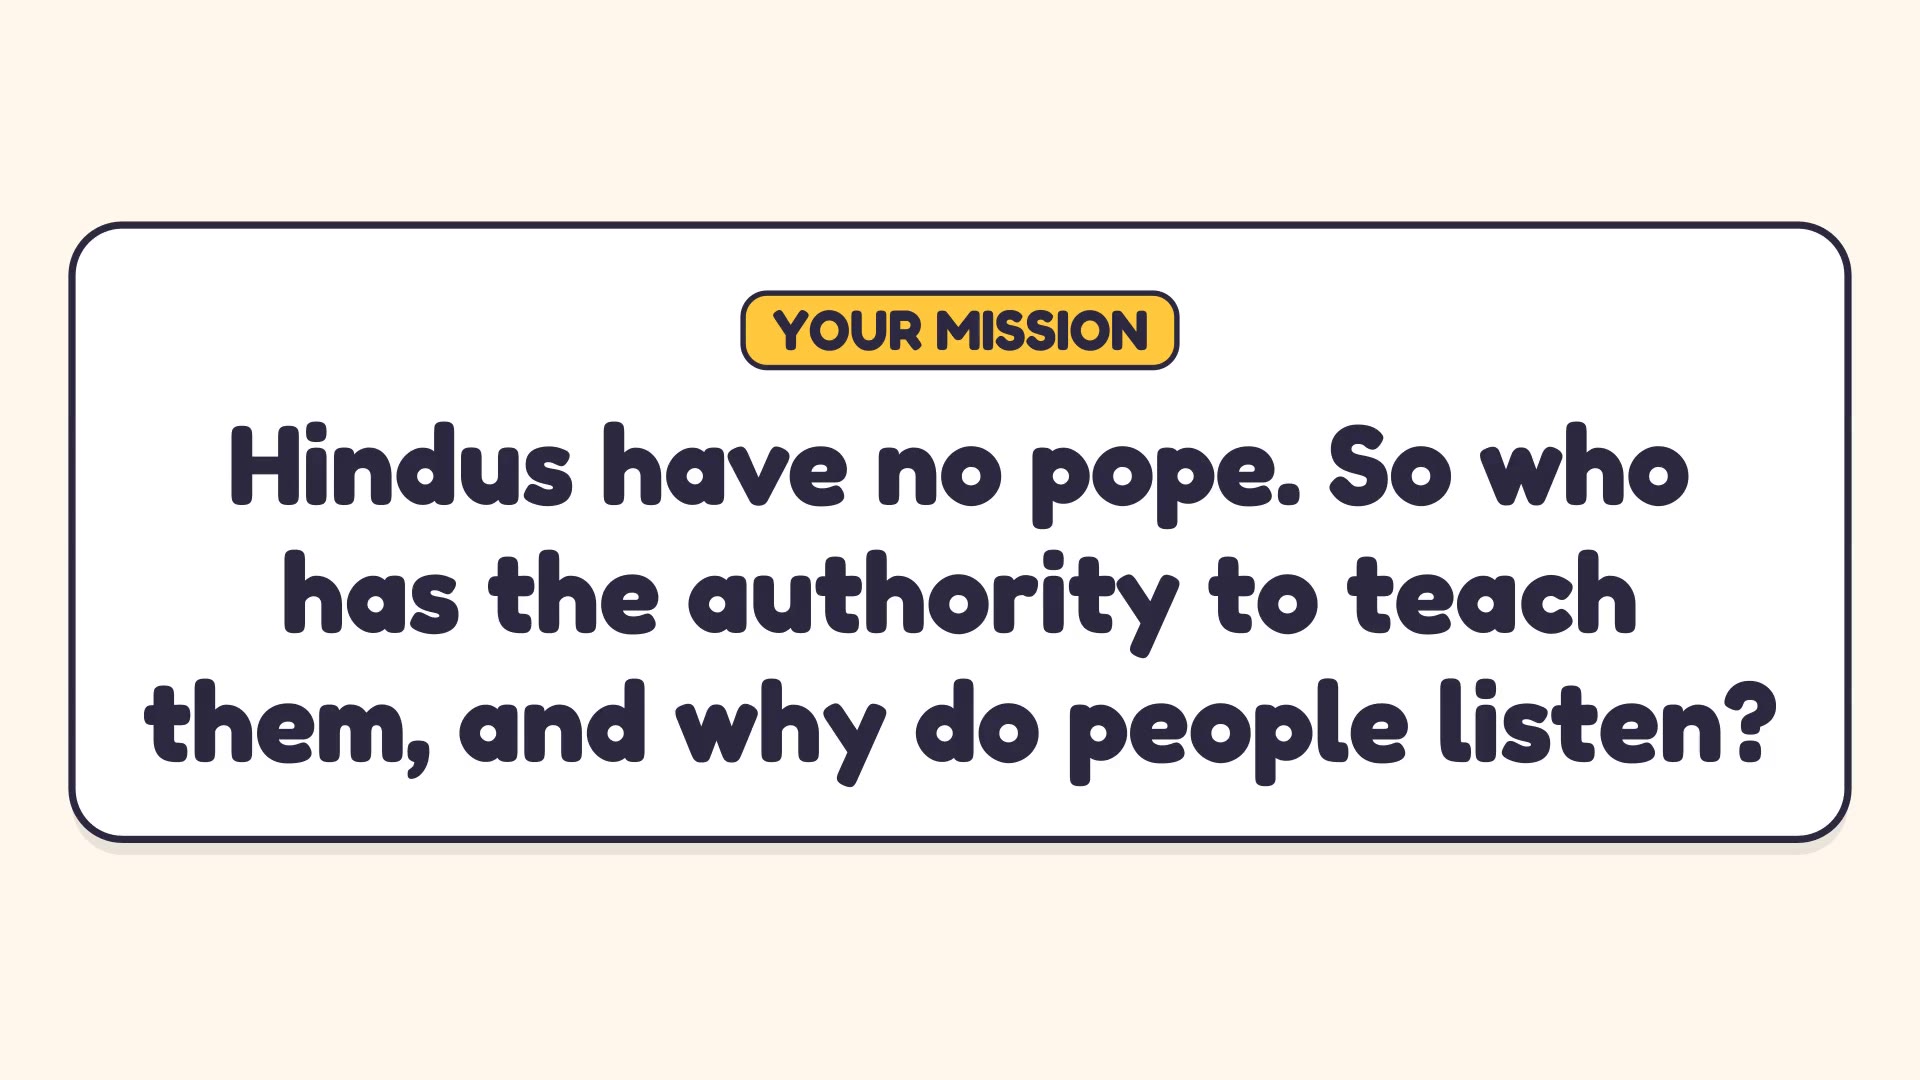 YOUR MISSION
Hindus have no pope. So who
has the authority to teach
them, and why do people listen?